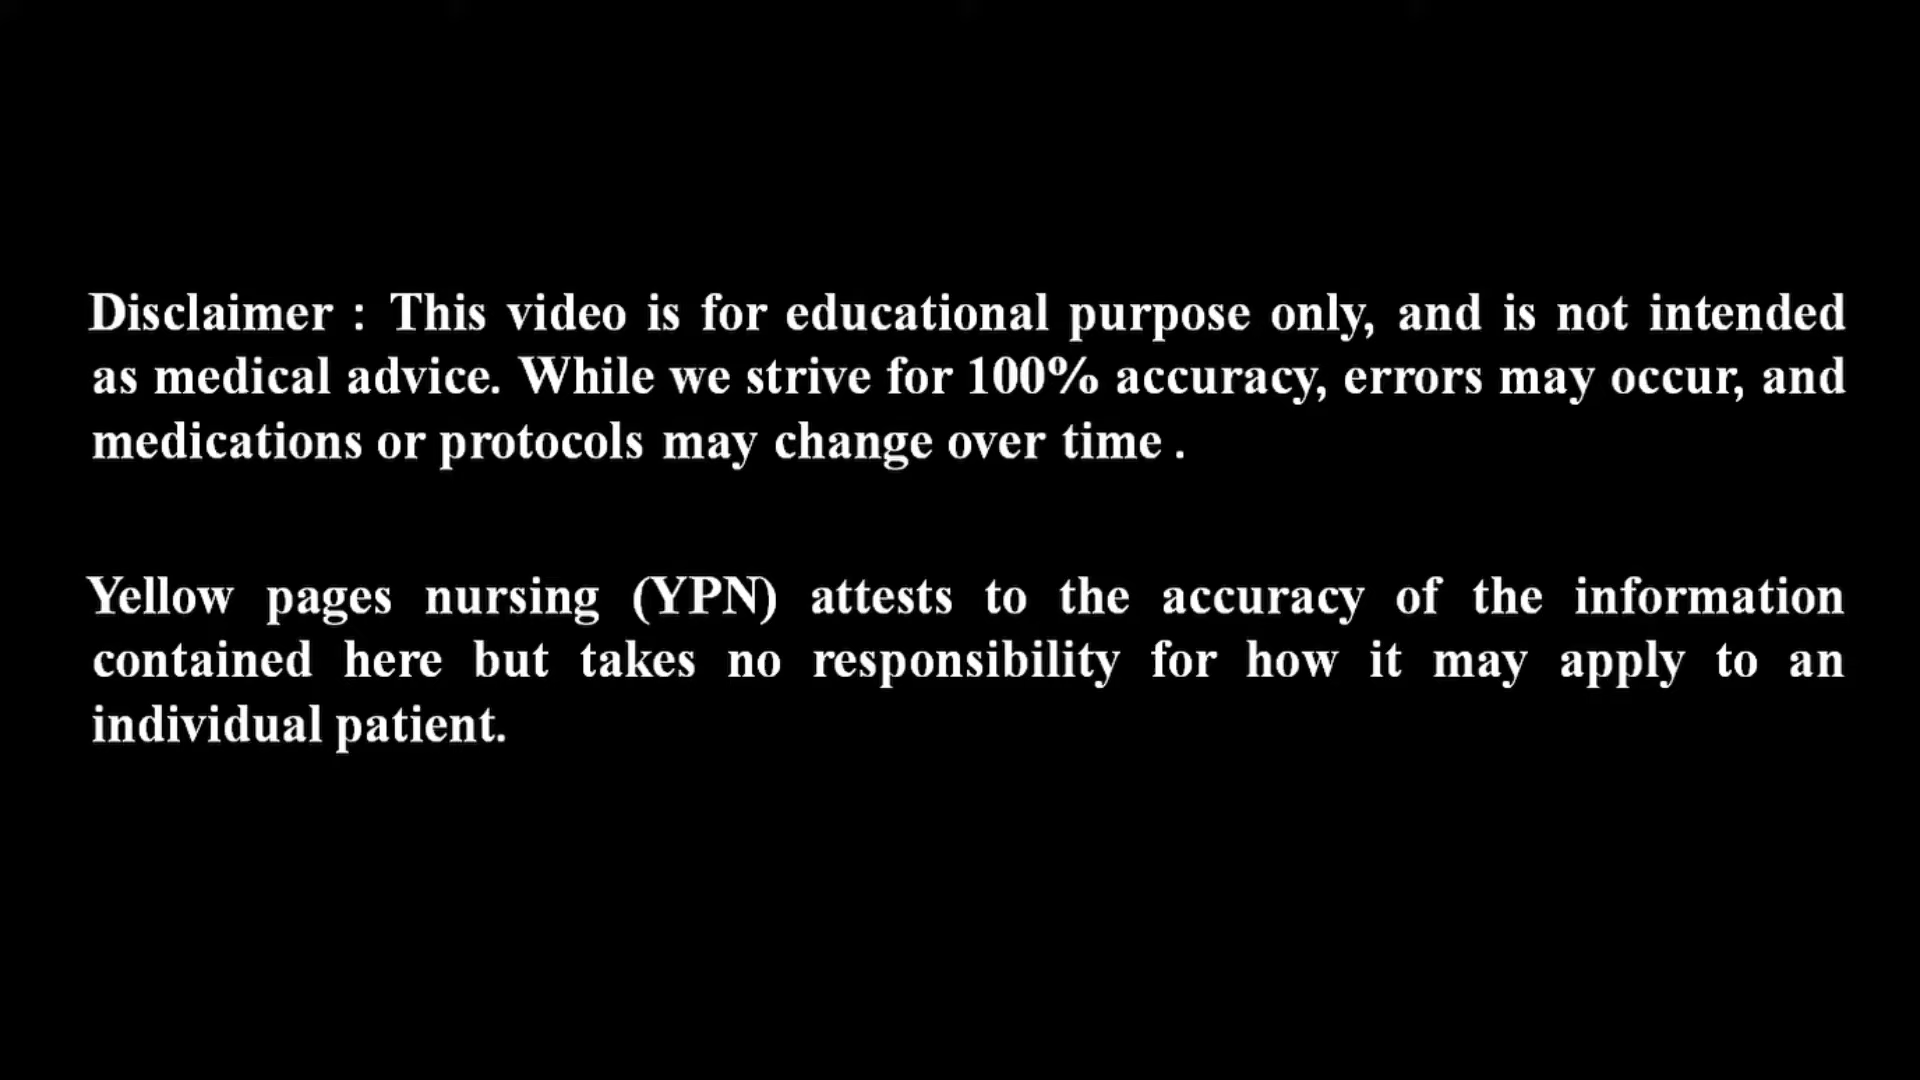 Disclaimer : This video is for educational purpose only, and is not intended
as medical advice. While we strive for 100% accuracy, errors may occur, and
medications or protocols may change over time .
Yellow pages nursing (YPN) attests to the accuracy of the information
contained here but takes no responsibility for how it may apply to an
individual patient.